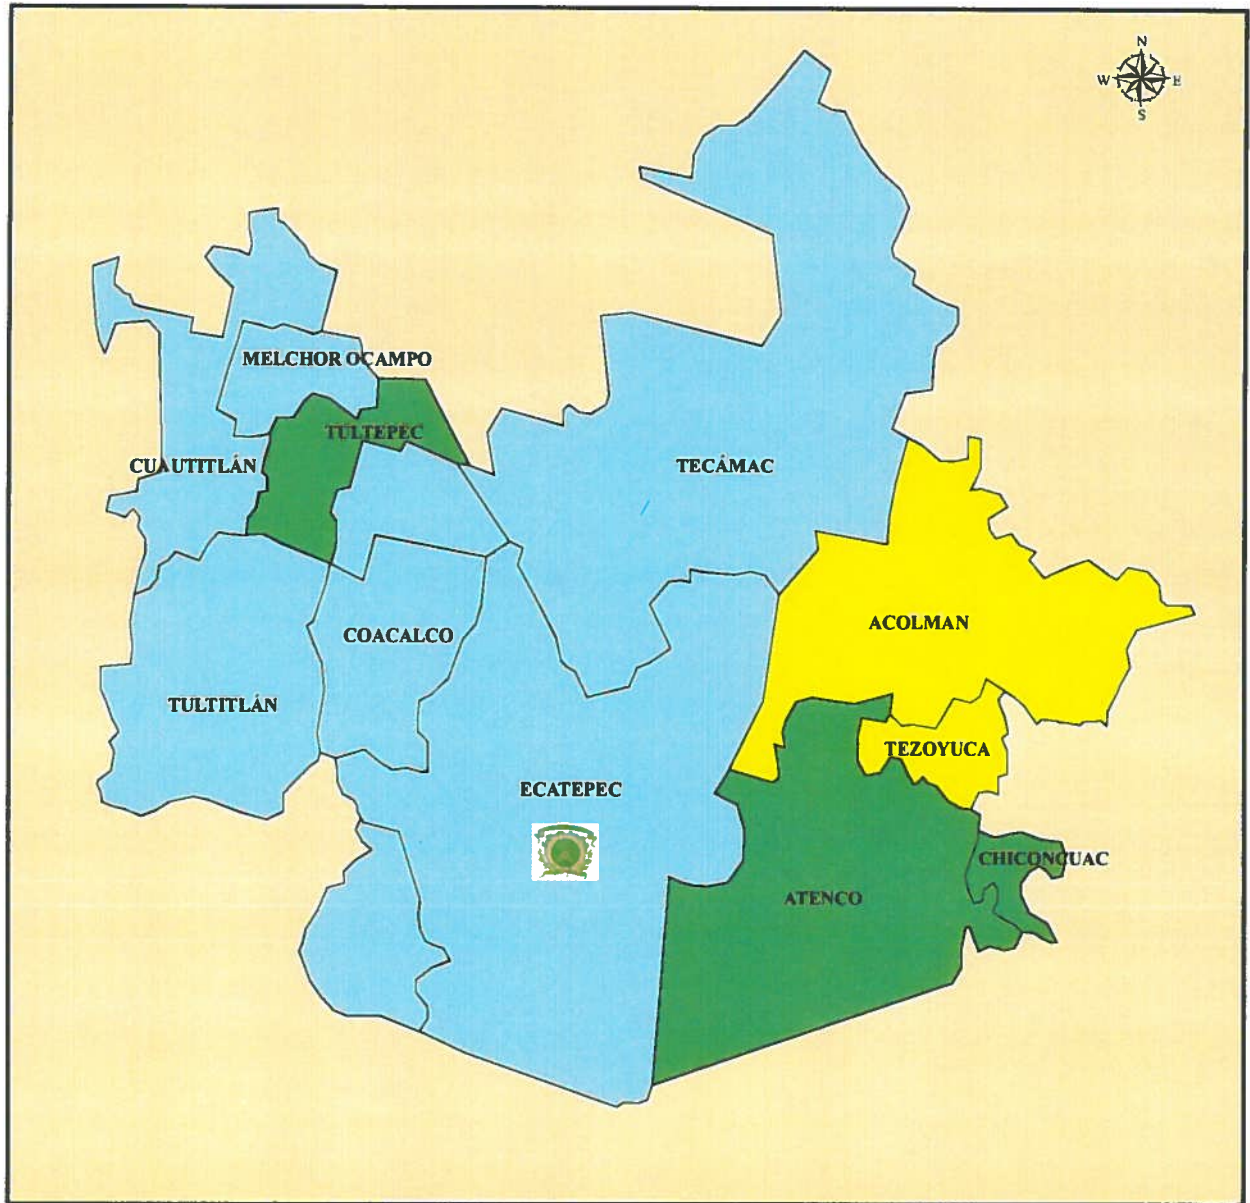 N
W E
S
MELCHOR OCAMPO
TULTEPEC
CUAUTITLÁN
TECÁMAC
ACOLMAN
COACALCO
TULTITLÁN
TEZOYUCA
ECATEPEC
CHICONCUAC
ATENCO